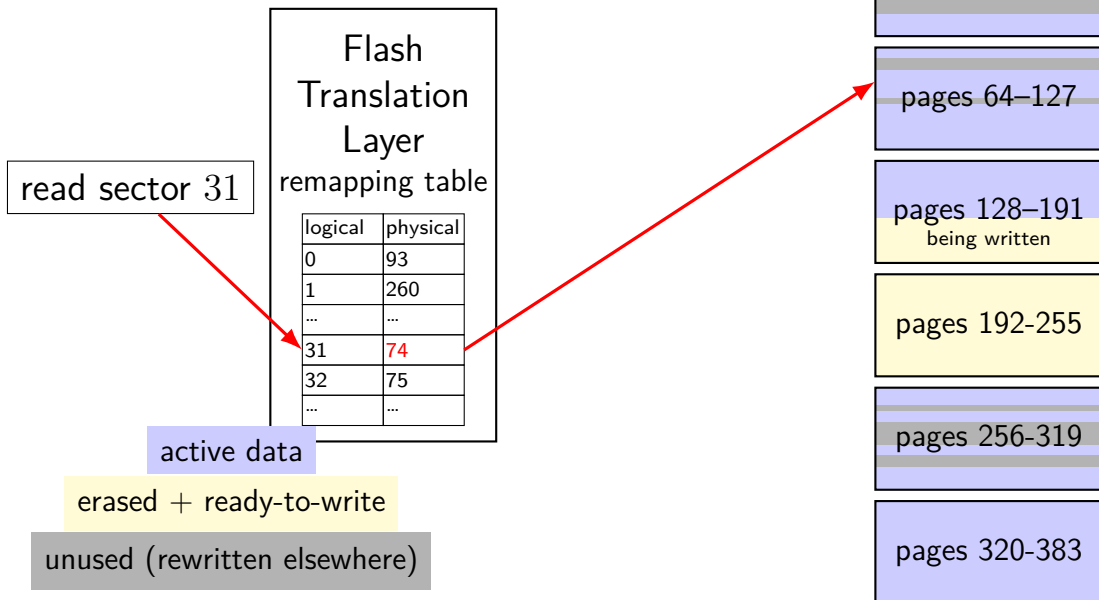 Flash
Translation
Layer
remapping table
read sector 31
logical physical
0 93
1 260
... ...
31 74
32 75
... ...
active data
erased + ready-to-write
unused (rewritten elsewhere)
pages 64–127
pages 128–191
being written
pages 192-255
pages 256-319
pages 320-383